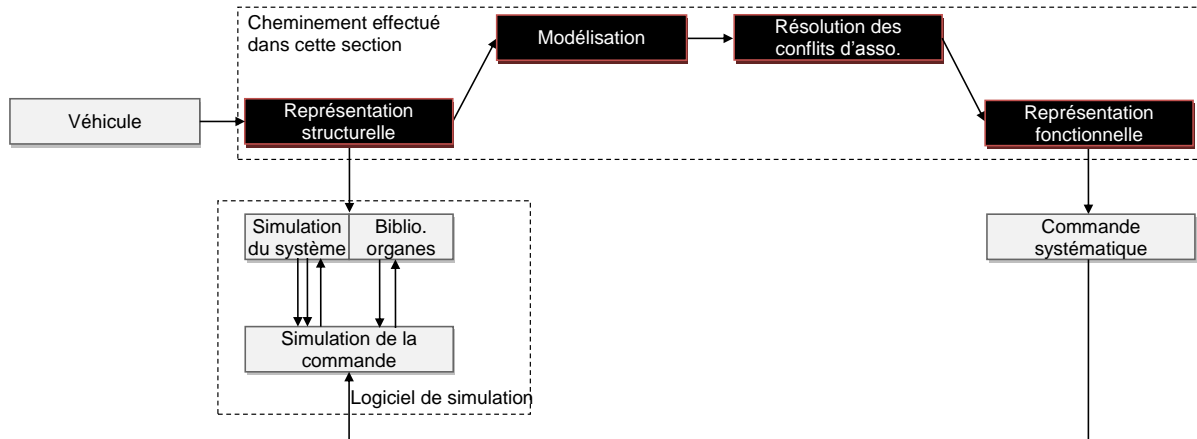 Cheminement effectué
dans cette section
Modélisation
Résolution des
conflits d'asso.
Véhicule
Représentation
structurelle
Représentation
fonctionnelle
Simulation
du système
Biblio.
organes
Commande
systématique
Simulation de la
commande
Logiciel de simulation